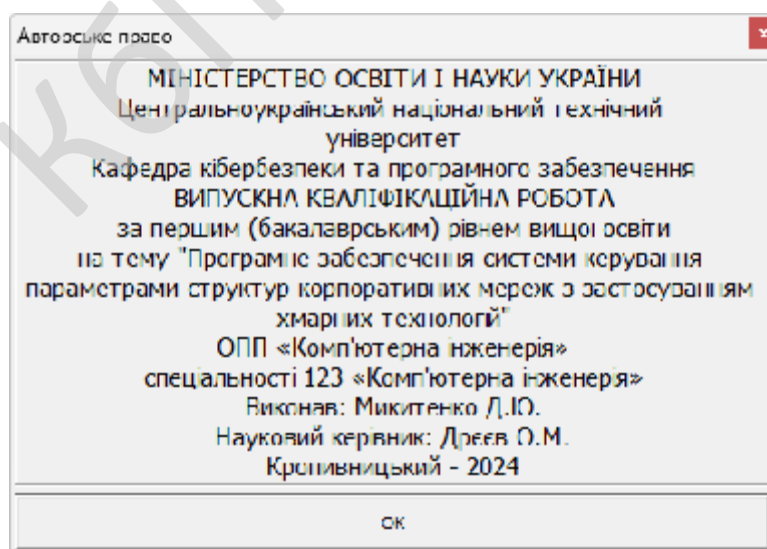 Авторське право
МІНІСТЕРСТВО ОСВІТИ І НАУКИ УКРАЇНИ
Центральноукраїнський національний технічний
університет
Кафедра кібербезпеки та програмного забезпечення
ВИПУСКНА КВАЛІФІКАЦІЙНА РОБОТА
за першим (бакалаврським) рівнем вищої освіти
на тему "Програмне забезпечення системи керування
параметрами структур корпоративних мереж з застосуванням
хмарних технологій"
ОПП «Комп'ютерна інженерія»
спеціальності 123 «Комп'ютерна інженерія»
Виконав: Микитенко Д.Ю.
Науковий керівник: Дреєв О.М.
Кропивницький - 2024
ОК